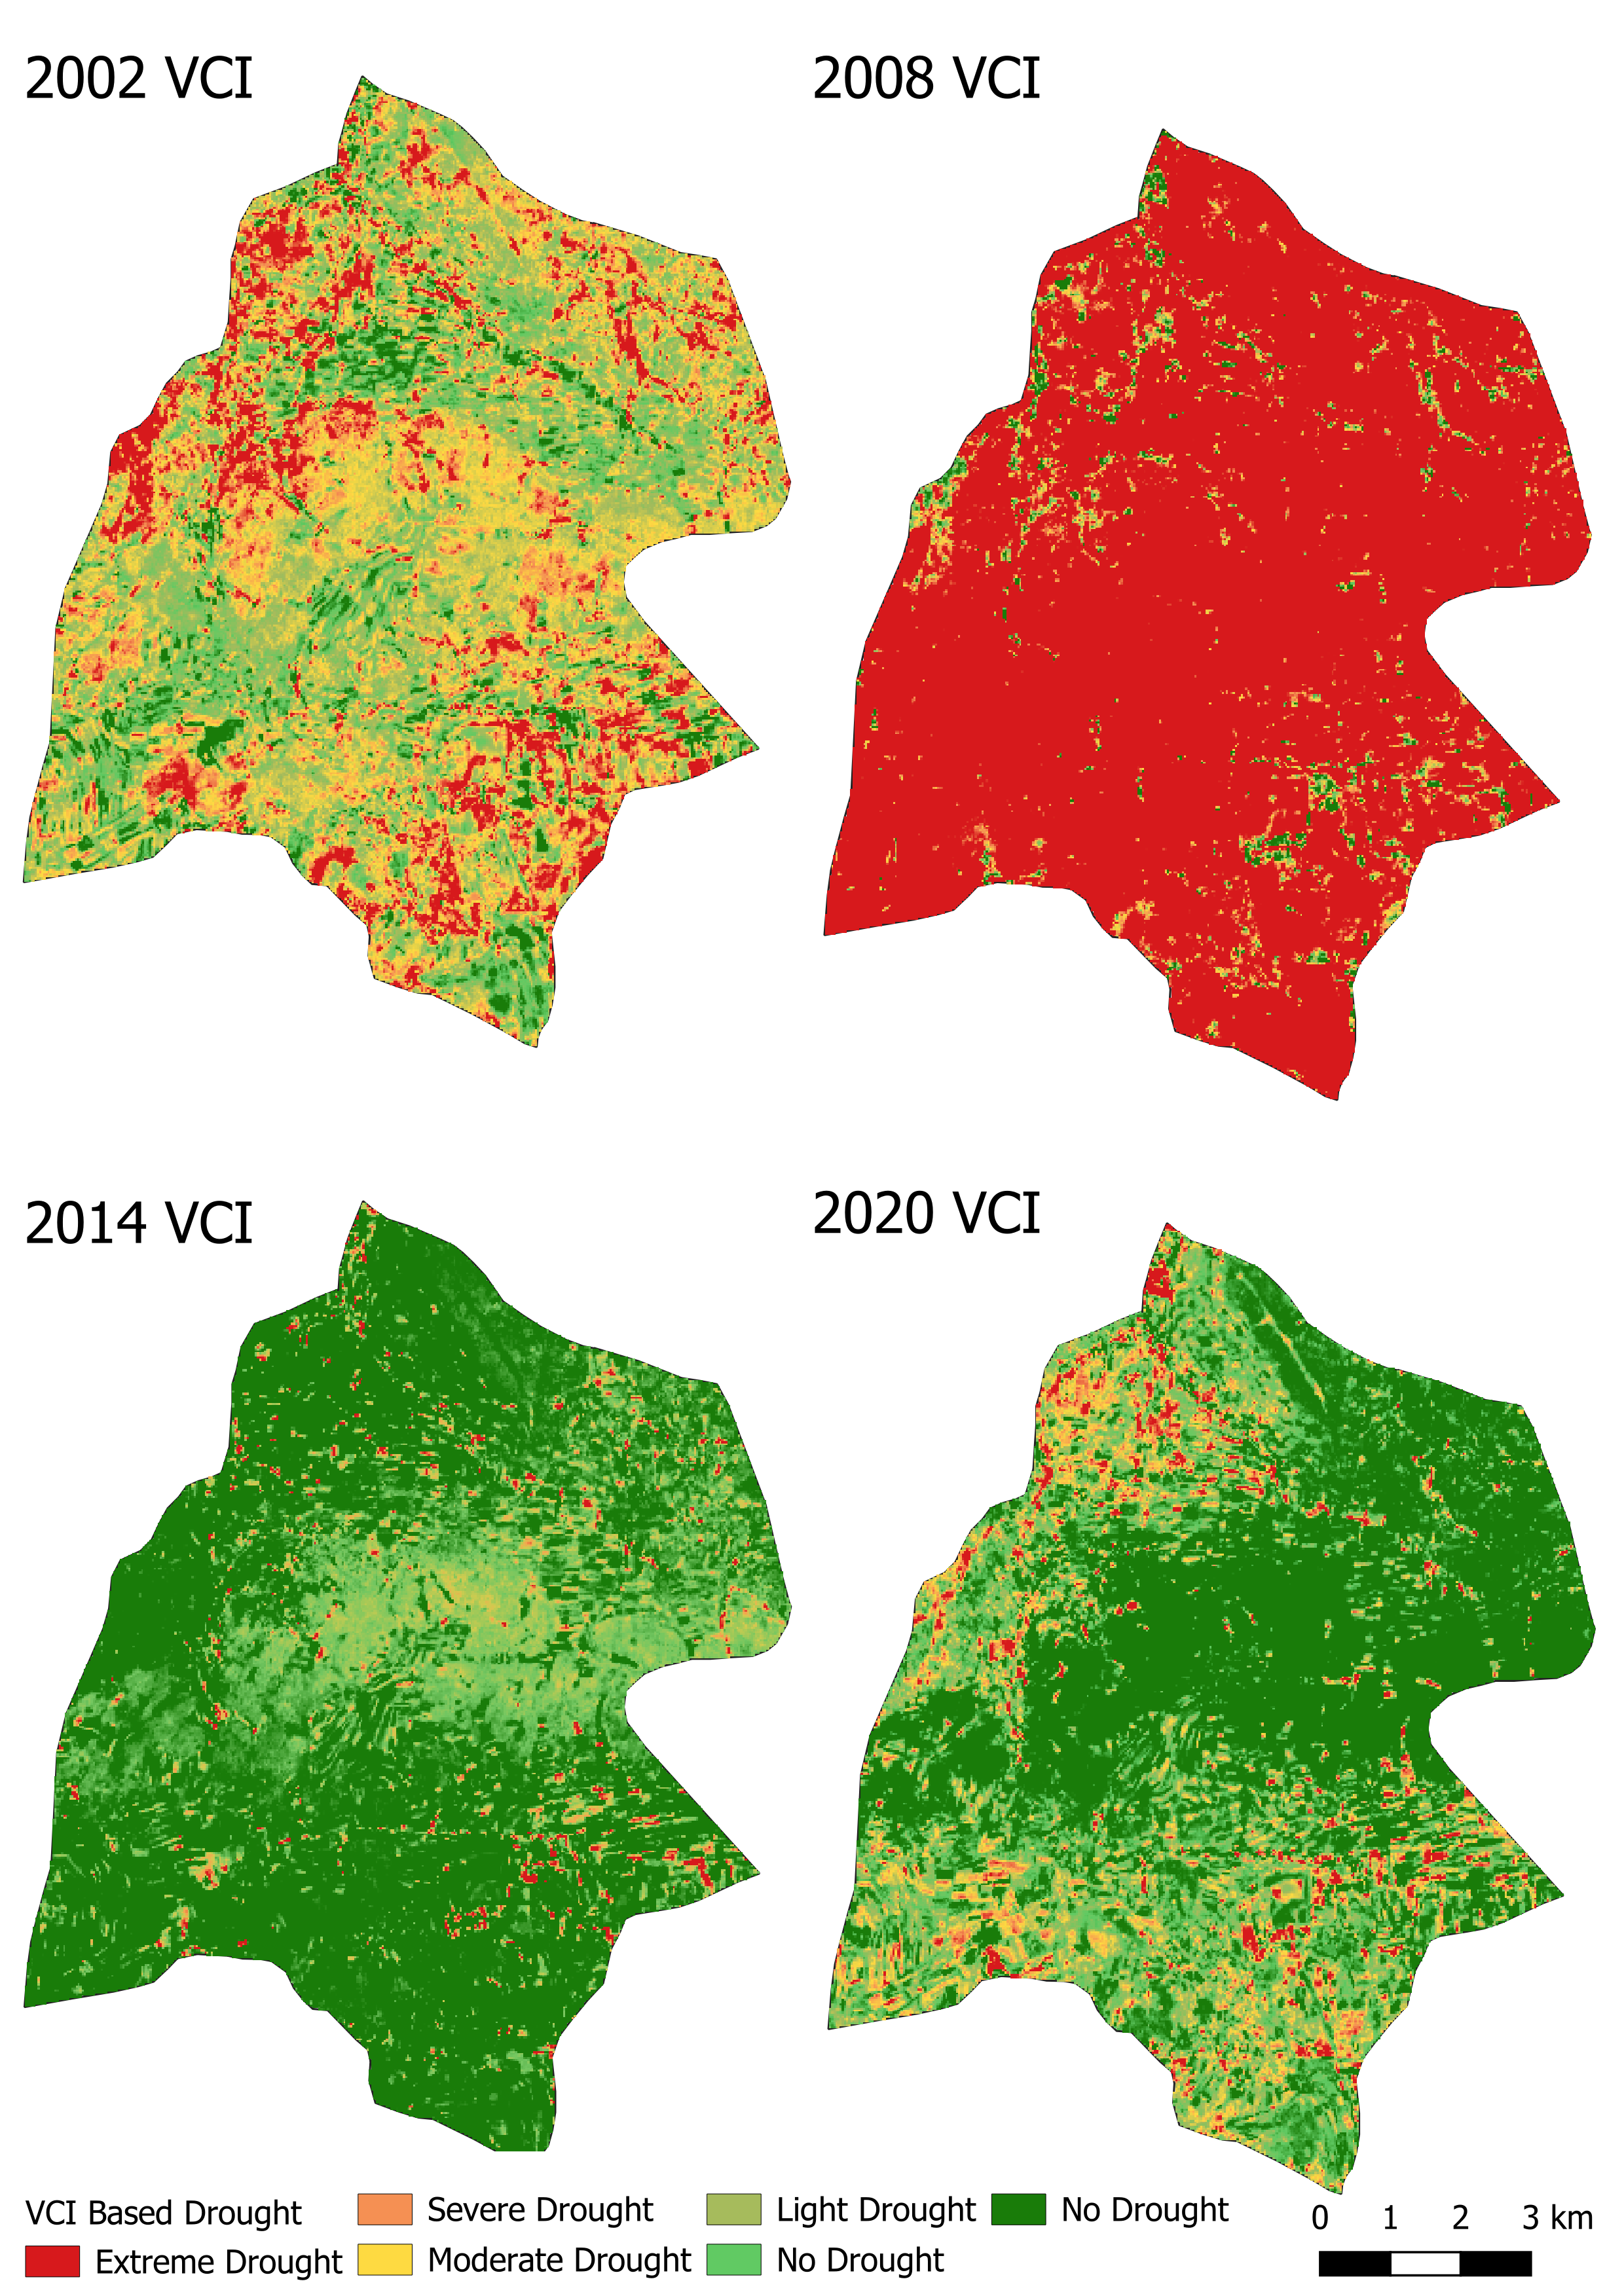 2002 VCI
2008 VCI
2014 VCI
2020 VCI
VCI Based Drought
Severe Drought
Light Drought
No Drought
Extreme Drought
Moderate Drought
No Drought
0 1 2 3 km